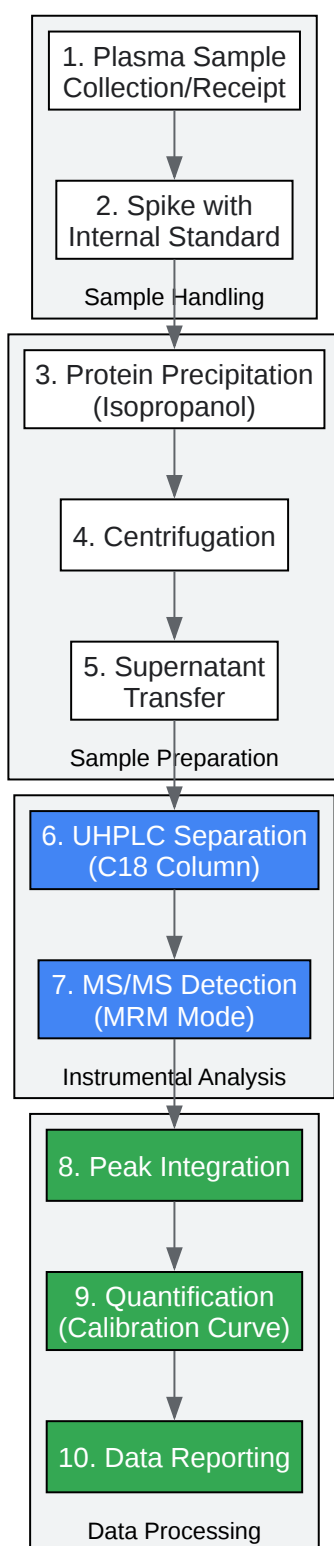 1. Plasma Sample
Collection/Receipt
2. Spike with
Internal Standard
Sample Handling
3. Protein Precipitation
(Isopropanol)
4. Centrifugation
5. Supernatant
Transfer
Sample Preparation
6. UHPLC Separation
(C18 Column)
7. MS/MS Detection
(MRM Mode)
Instrumental Analysis
8. Peak Integration
9. Quantification
(Calibration Curve)
10. Data Reporting
Data Processing